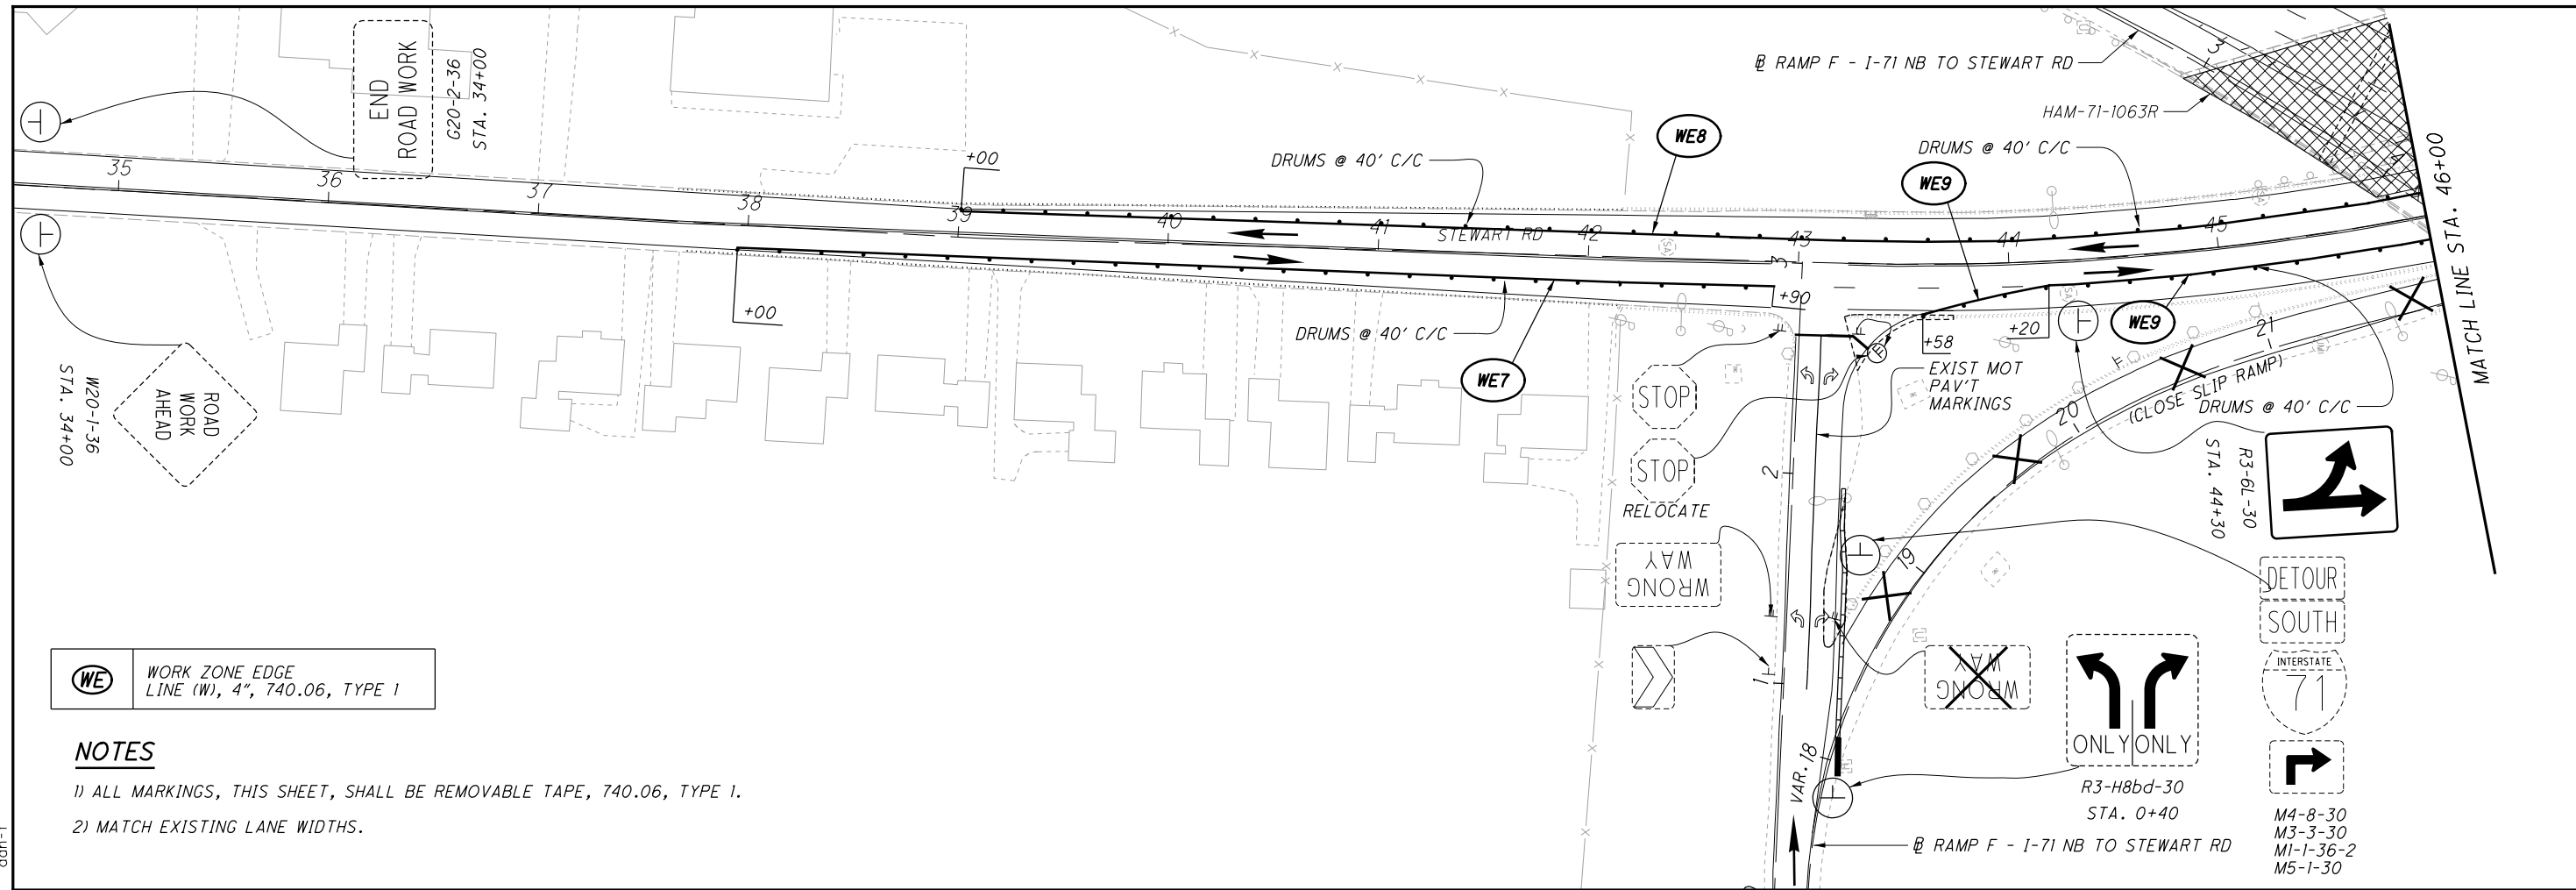 END
ROAD WORK
G20-2-36
STA. 34+00
35
36
37
38
39
40
41
42
43
44
45
+00
+00
+90
+58
+20
STEWART RD
DRUMS @ 40' C/C
WE8
DRUMS @ 40' C/C
WE9
℄ RAMP F - I-71 NB TO STEWART RD
HAM-71-1063R
3
4
MATCH LINE STA. 46+00
DRUMS @ 40' C/C
WE7
WE9
3
2
1
21
20
19
18
VAR.
EXIST MOT
PAV'T
MARKINGS
(CLOSE SLIP RAMP)
DRUMS @ 40' C/C
R3-6L-30
STA. 44+30
ROAD
WORK
AHEAD
W20-1-36
STA. 34+00
STOP
STOP
RELOCATE
WRONG
WAY
WRONG
WAY
ONLY ONLY
R3-H8bd-30
STA. 0+40
DETOUR
SOUTH
INTERSTATE
71
M4-8-30
M3-3-30
M1-1-36-2
M5-1-30
℄ RAMP F - I-71 NB TO STEWART RD
WE
WORK ZONE EDGE
LINE (W), 4", 740.06, TYPE 1
NOTES
1) ALL MARKINGS, THIS SHEET, SHALL BE REMOVABLE TAPE, 740.06, TYPE 1.
2) MATCH EXISTING LANE WIDTHS.